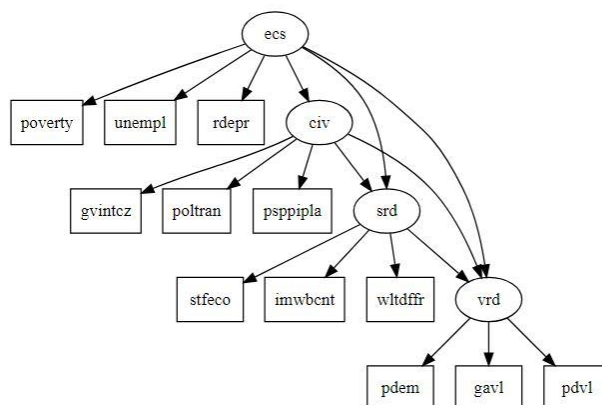 ecs
poverty unempl rdepr civ
gvintcz poltran psppipla srd
stfeco imwbcnt wltdffr vrd
pdem gavl pdvl